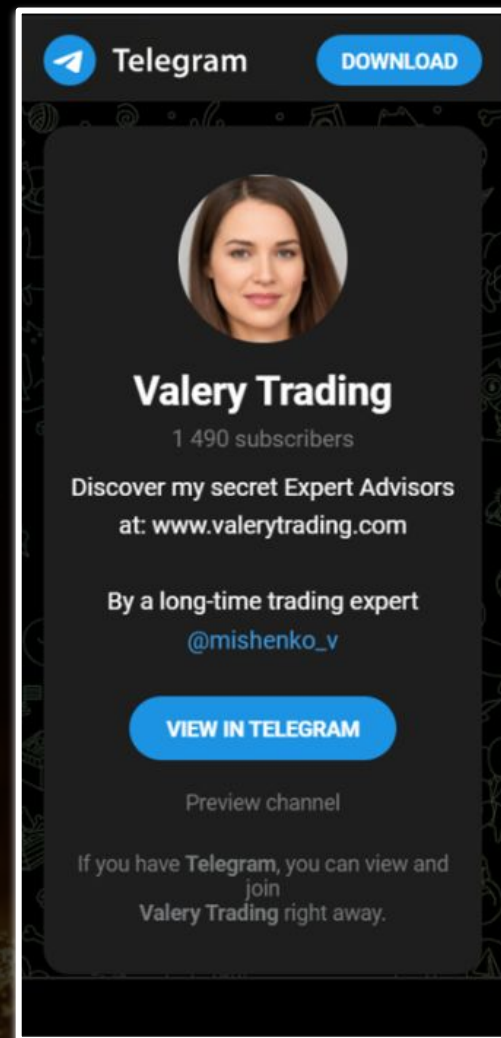 Telegram
DOWNLOAD
Valery Trading
1 490 subscribers
Discover my secret Expert Advisors
at: www.valerytrading.com
By a long-time trading expert
@mishenko_v
VIEW IN TELEGRAM
Preview channel
If you have Telegram, you can view and
join
Valery Trading right away.